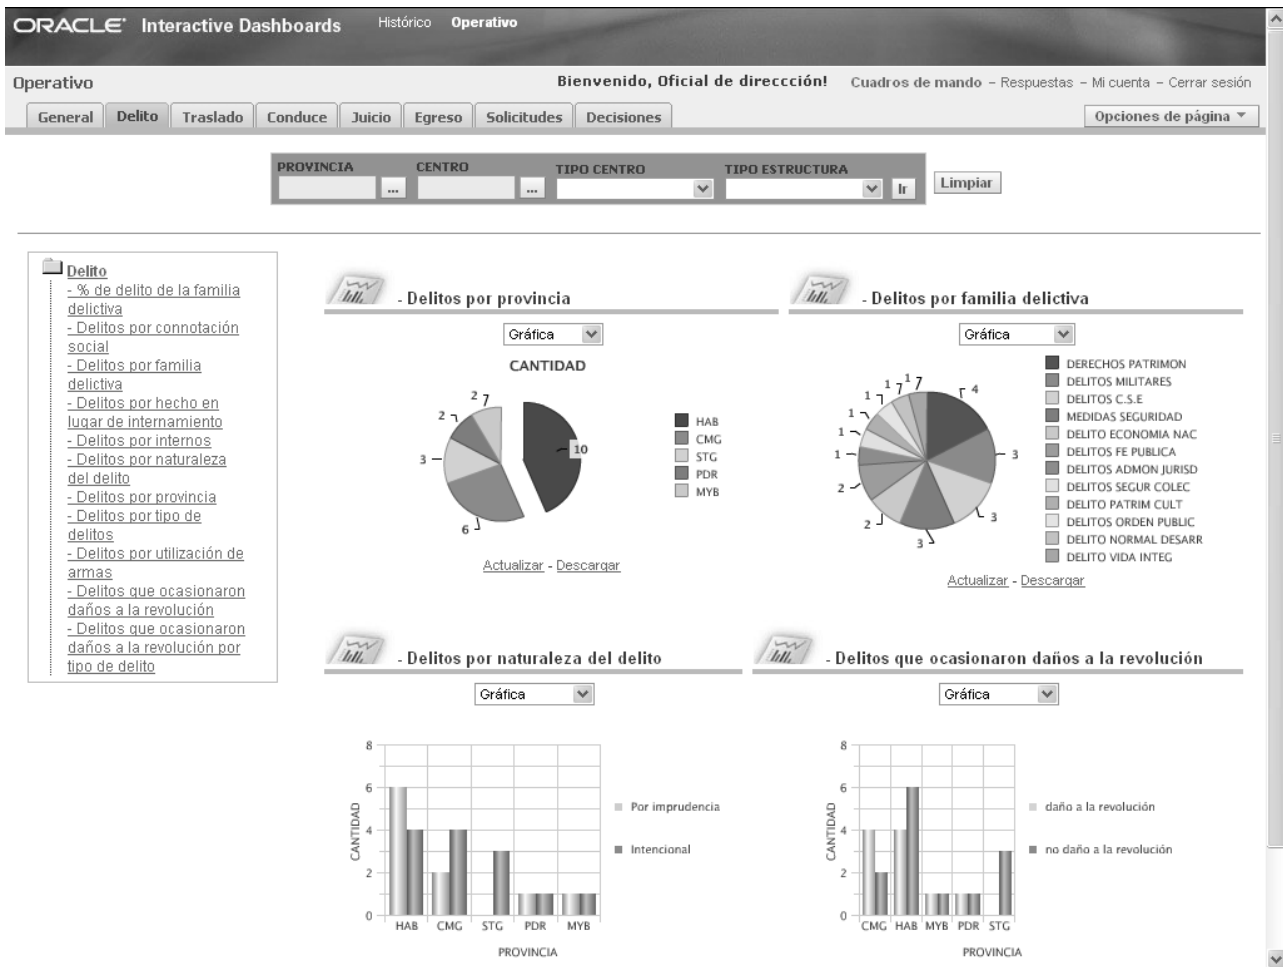 ORACLE Interactive Dashboards Histórico Operativo
Operativo
Bienvenido, Oficial de direccción! Cuadros de mando - Respuestas - Mi cuenta - Cerrar sesión
General Delito Traslado Conduce Juicio Egreso Solicitudes Decisiones Opciones de página
PROVINCIA CENTRO TIPO CENTRO TIPO ESTRUCTURA
... ... Ir Limpiar
Delito
- % de delito de la familia
delictiva
- Delitos por connotación
social
- Delitos por familia
delictiva
- Delitos por hecho en
lugar de internamiento
- Delitos por internos
- Delitos por naturaleza
del delito
- Delitos por provincia
- Delitos por tipo de
delitos
- Delitos por utilización de
armas
- Delitos que ocasionaron
daños a la revolución
- Delitos que ocasionaron
daños a la revolución por
tipo de delito
- Delitos por provincia
Gráfica
CANTIDAD
2
2
3
6
10
HAB
CMG
STG
PDR
MYB
Actualizar - Descargar
- Delitos por familia delictiva
Gráfica
1
1
1
1
1
2
2
3
3
3
4
DERECHOS PATRIMON
DELITOS MILITARES
DELITOS C.S.E
MEDIDAS SEGURIDAD
DELITO ECONOMIA NAC
DELITOS FE PUBLICA
DELITOS ADMON JURISD
DELITOS SEGUR COLEC
DELITO PATRIM CULT
DELITOS ORDEN PUBLIC
DELITO NORMAL DESARR
DELITO VIDA INTEG
Actualizar - Descargar
- Delitos por naturaleza del delito
Gráfica
8
6
4
2
0
CANTIDAD
HAB CMG STG PDR MYB
PROVINCIA
Por imprudencia
Intencional
- Delitos que ocasionaron daños a la revolución
Gráfica
8
6
4
2
0
CANTIDAD
CMG HAB MYB PDR STG
PROVINCIA
daño a la revolución
no daño a la revolución